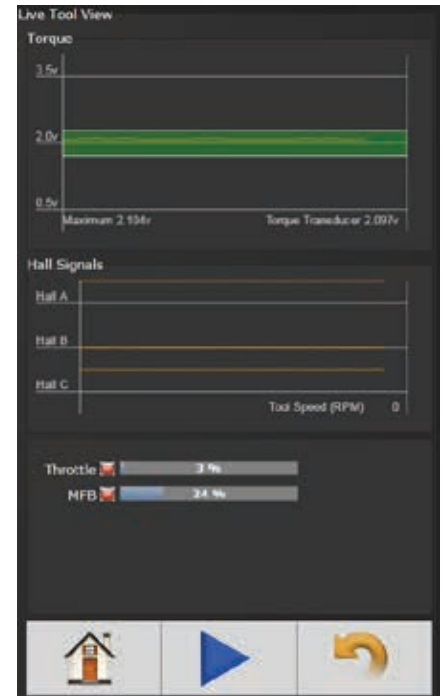 Live Tool View
Torque
3.5v
2.0v
0.5v
Maximum 2.104v Torque Transducer 2.097v
Hall Signals
Hall A
Hall B
Hall C
Tool Speed (RPM) 0
Throttle 3 %
MFB 24 %